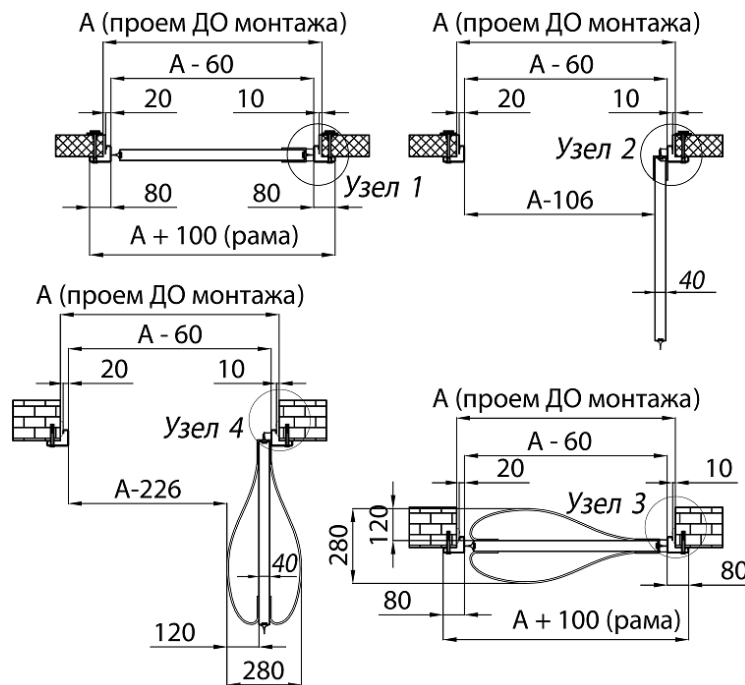 А (проем ДО монтажа)
А - 60
20
10
Узел 1
80
80
А + 100 (рама)
А (проем ДО монтажа)
А - 60
20
10
Узел 2
А-106
40
А (проем ДО монтажа)
А - 60
20
10
Узел 4
А-226
40
120
280
А (проем ДО монтажа)
А - 60
20
10
Узел 3
120
280
80
80
А + 100 (рама)